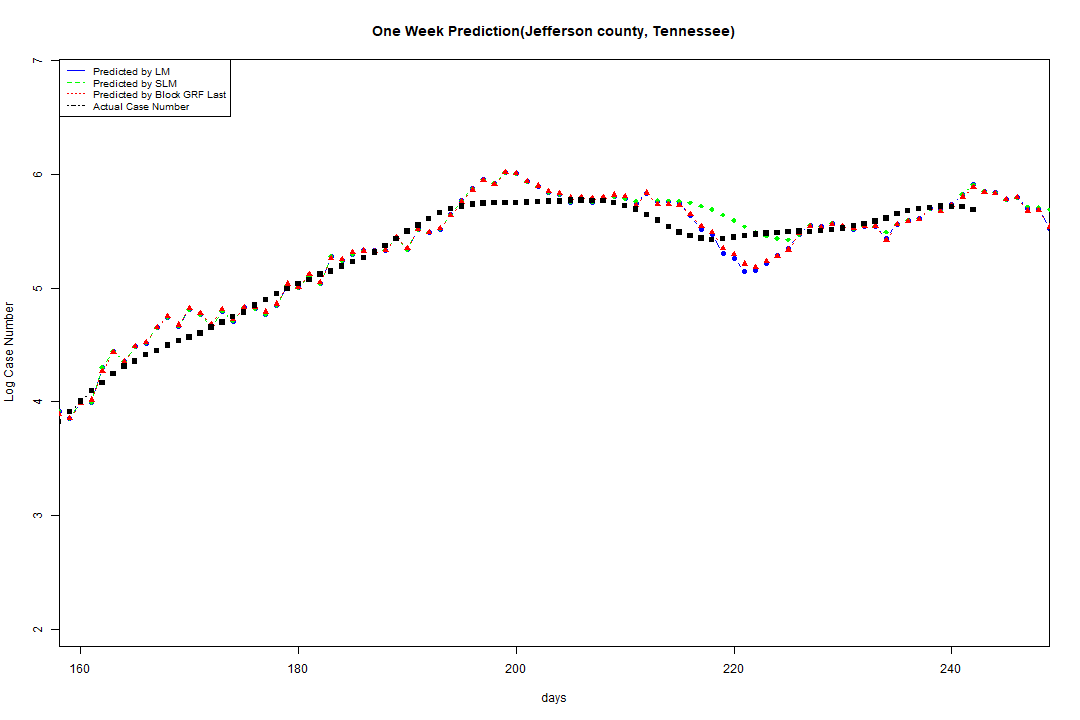 One Week Prediction(Jefferson county, Tennessee)
Predicted by LM
Predicted by SLM
Predicted by Block GRF Last
Actual Case Number
7
6
5
4
3
2
Log Case Number
160 180 200 220 240
days